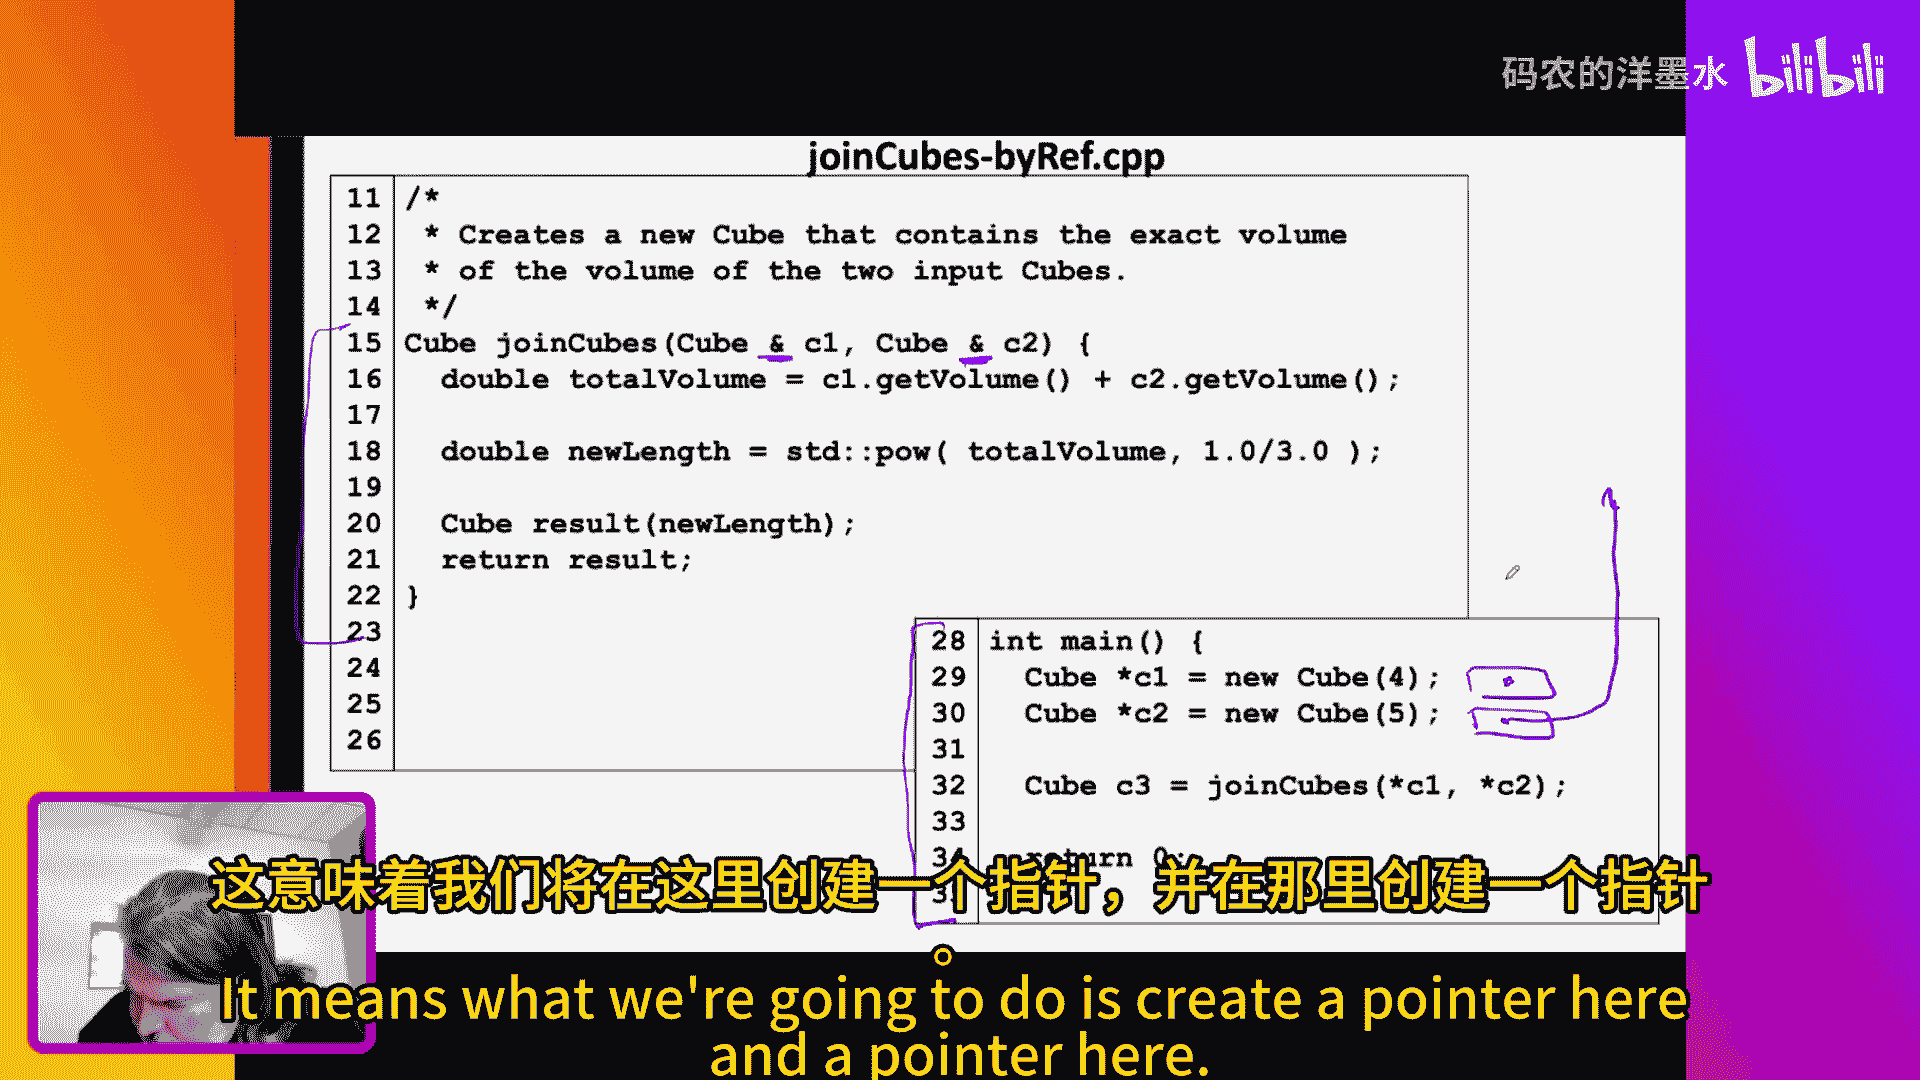 码农的洋墨水 bilibili
joinCubes-byRef.cpp
11 /*
12  * Creates a new Cube that contains the exact volume
13  * of the volume of the two input Cubes.
14  */
15 Cube joinCubes(Cube & c1, Cube & c2) {
16   double totalVolume = c1.getVolume() + c2.getVolume();
17
18   double newLength = std::pow( totalVolume, 1.0/3.0 );
19
20   Cube result(newLength);
21   return result;
22 }
23
24
25
26
28 int main() {
29   Cube *c1 = new Cube(4);
30   Cube *c2 = new Cube(5);
31
32   Cube c3 = joinCubes(*c1, *c2);
33
34   return 0;
这意味着我们将在这里创建一个指针，并在那里创建一个指针
。
It means what we're going to do is create a pointer here
and a pointer here.